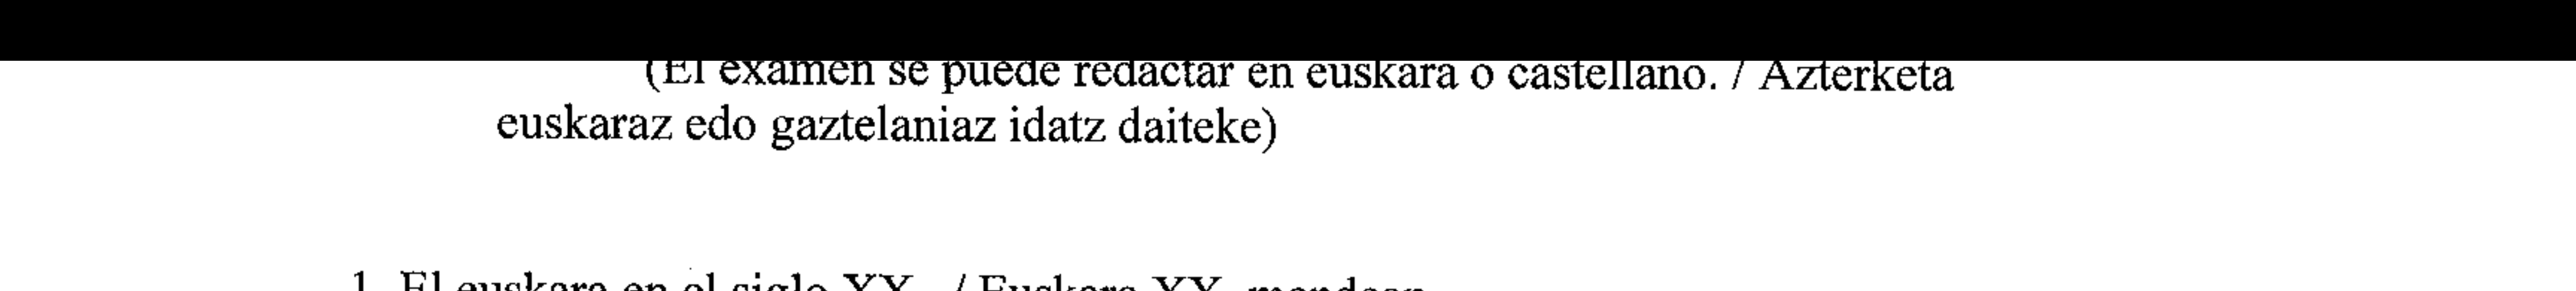 (El examen se puede redactar en euskara o castellano. / Azterketa
euskaraz edo gaztelaniaz idatz daiteke)
1. El euskara en el siglo XX. / Euskara XX. mendean